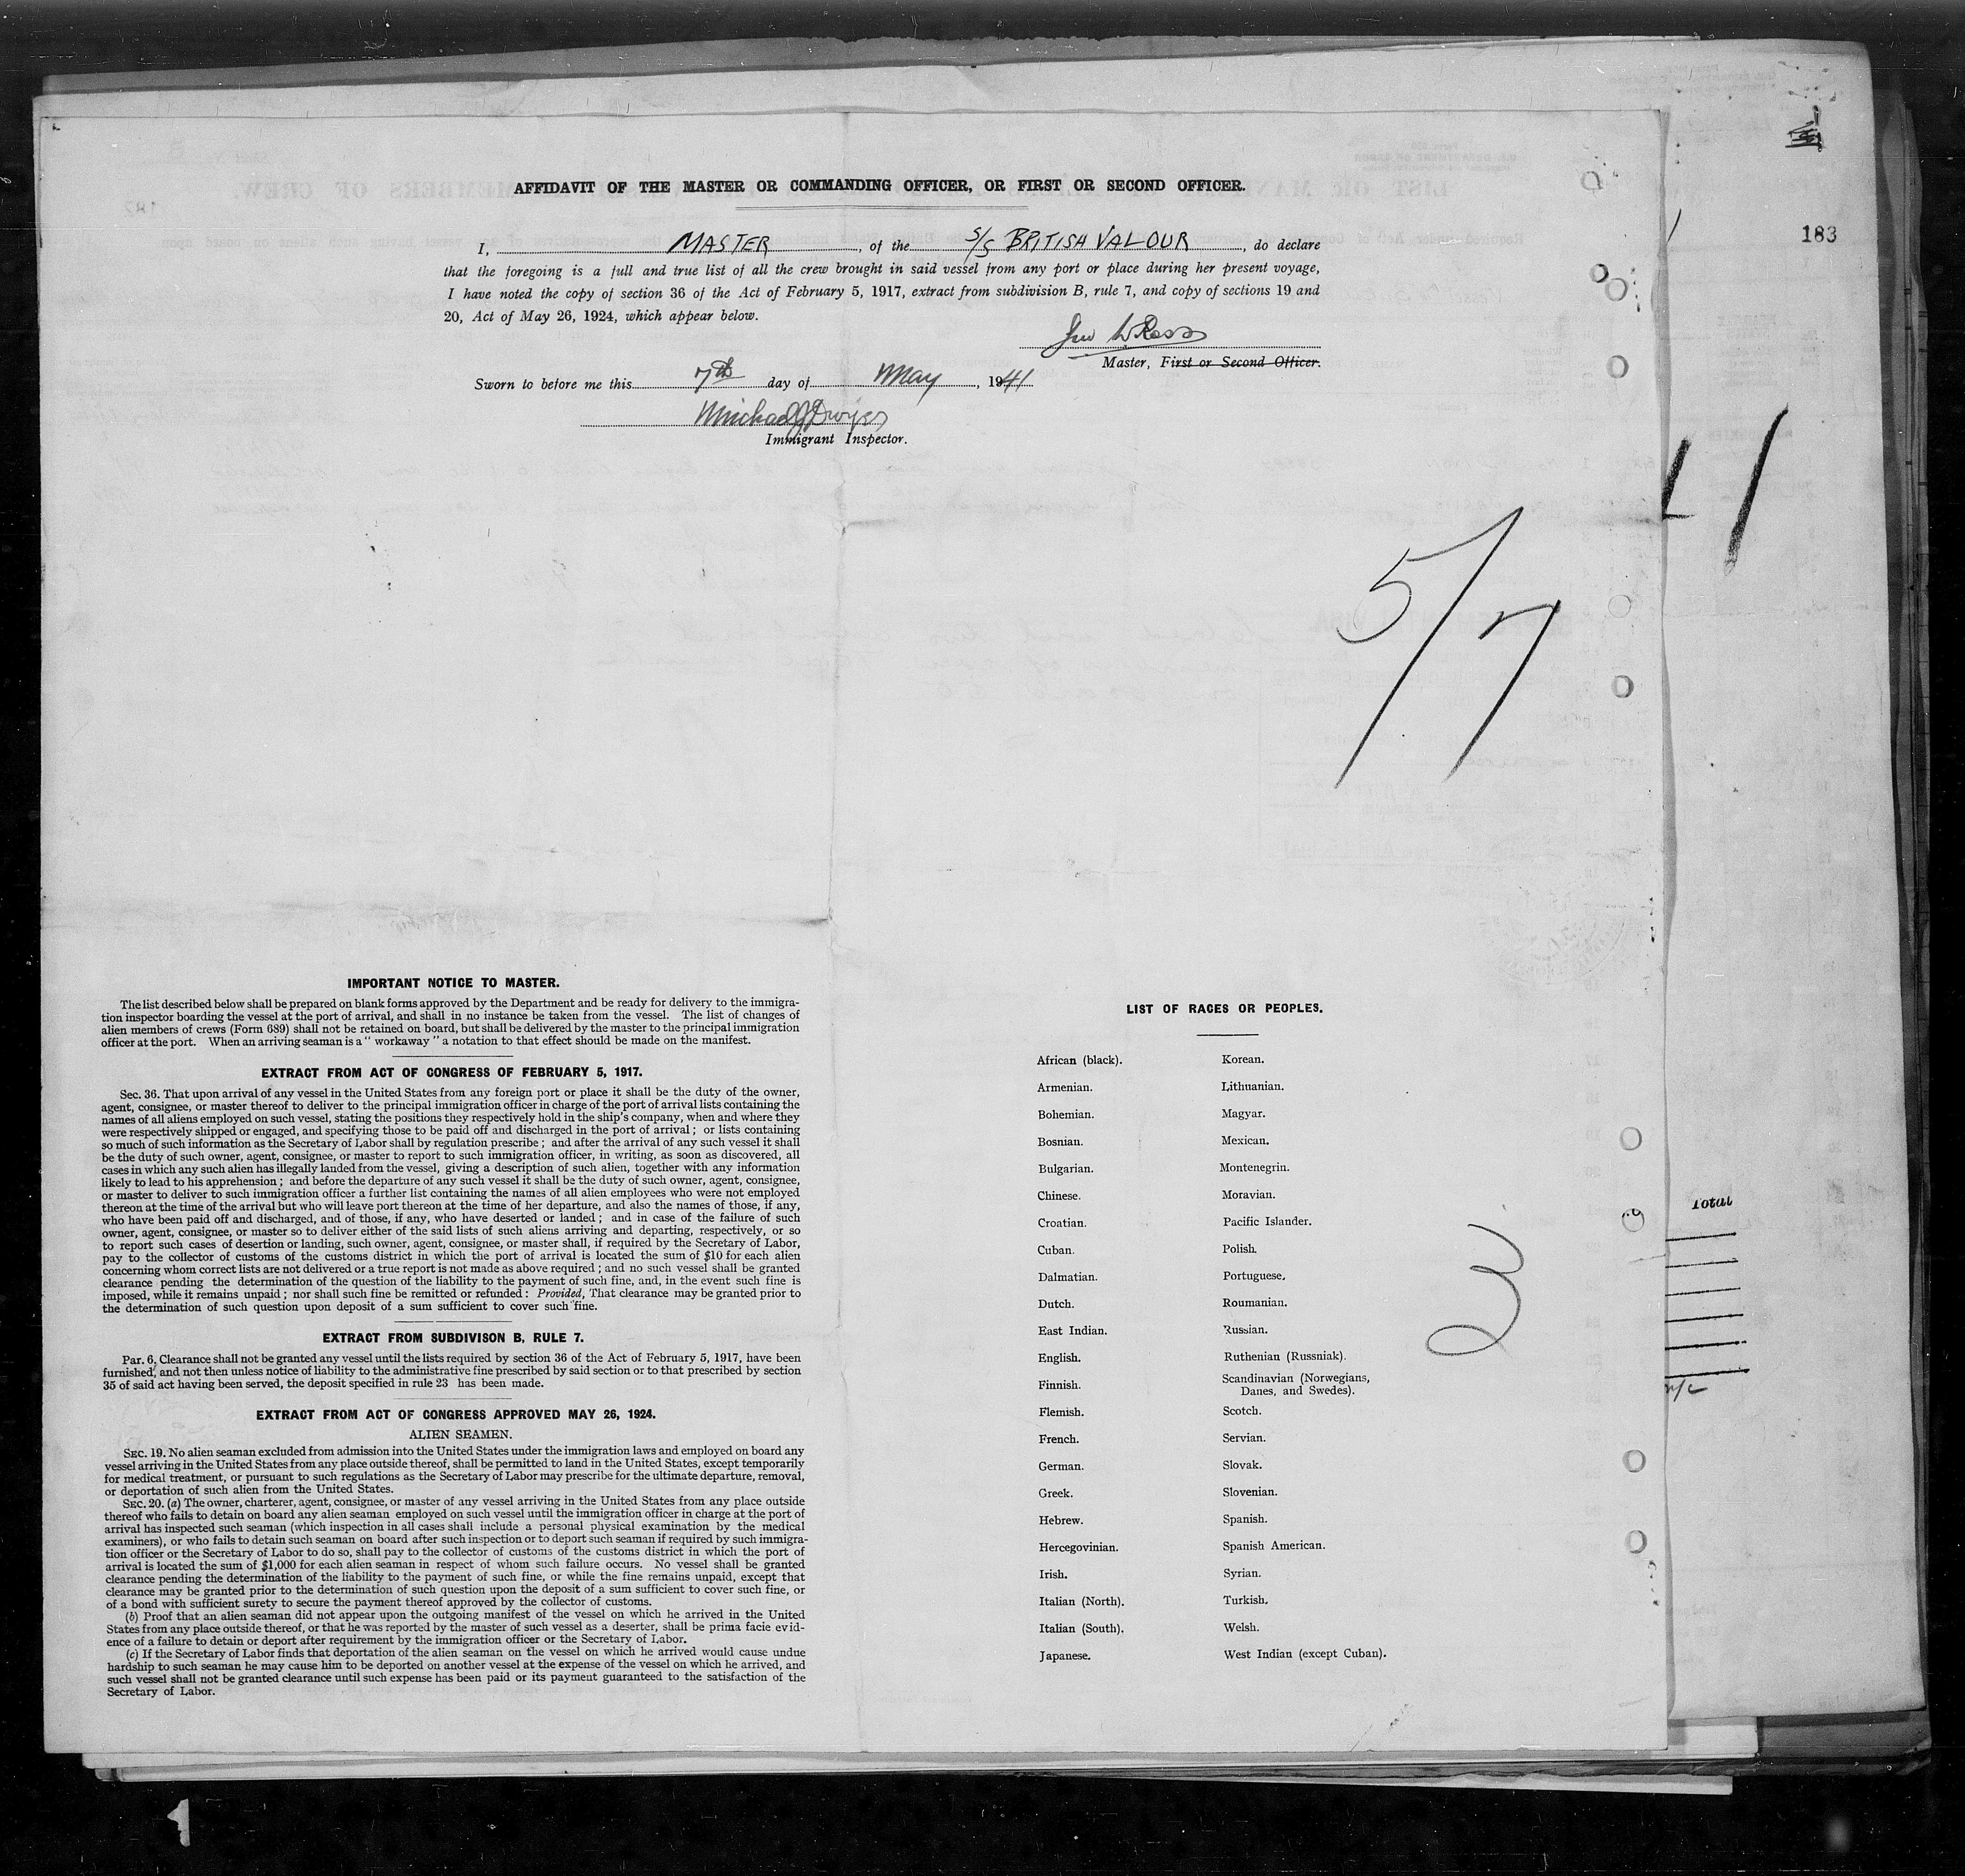 AFFIDAVIT OF THE MASTER OR COMMANDING OFFICER, OR FIRST OR SECOND OFFICER.
183
I, MASTER, of the S/S BRITISH VALOUR, do declare
that the foregoing is a full and true list of all the crew brought in said vessel from any port or place during her present voyage,
I have noted the copy of section 36 of the Act of February 5, 1917, extract from subdivision B, rule 7, and copy of sections 19 and
20, Act of May 26, 1924, which appear below.
Master, First or Second Officer.
Sworn to before me this 7th day of May, 1941
Michael J Dwyer
Immigrant Inspector.
5/7
IMPORTANT NOTICE TO MASTER.
The list described below shall be prepared on blank forms approved by the Department and be ready for delivery to the immigra-
tion inspector boarding the vessel at the port of arrival, and shall in no instance be taken from the vessel. The list of changes of
alien members of crews (Form 689) shall not be retained on board, but shall be delivered by the master to the principal immigration
officer at the port. When an arriving seaman is a " workaway " a notation to that effect should be made on the manifest.
EXTRACT FROM ACT OF CONGRESS OF FEBRUARY 5, 1917.
Sec. 36. That upon arrival of any vessel in the United States from any foreign port or place it shall be the duty of the owner,
agent, consignee, or master thereof to deliver to the principal immigration officer in charge of the port of arrival lists containing the
names of all aliens employed on such vessel, stating the positions they respectively hold in the ship's company, when and where they
were respectively shipped or engaged, and specifying those to be paid off and discharged in the port of arrival ; or lists containing
so much of such information as the Secretary of Labor shall by regulation prescribe ; and after the arrival of any such vessel it shall
be the duty of such owner, agent, consignee, or master to report to such immigration officer, in writing, as soon as discovered, all
cases in which any such alien has illegally landed from the vessel, giving a description of such alien, together with any information
likely to lead to his apprehension ; and before the departure of any such vessel it shall be the duty of such owner, agent, consignee,
or master to deliver to such immigration officer a further list containing the names of all alien employees who were not employed
thereon at the time of the arrival but who will leave port thereon at the time of her departure, and also the names of those, if any,
who have been paid off and discharged, and of those, if any, who have deserted or landed ; and in case of the failure of such
owner, agent, consignee, or master so to deliver either of the said lists of such aliens arriving and departing, respectively, or so
to report such cases of desertion or landing, such owner, agent, consignee, or master shall, if required by the Secretary of Labor,
pay to the collector of customs of the customs district in which the port of arrival is located the sum of $10 for each alien
concerning whom correct lists are not delivered or a true report is not made as above required ; and no such vessel shall be granted
clearance pending the determination of the question of the liability to the payment of such fine, and, in the event such fine is
imposed, while it remains unpaid ; nor shall such fine be remitted or refunded : Provided, That clearance may be granted prior to
the determination of such question upon deposit of a sum sufficient to cover such fine.
EXTRACT FROM SUBDIVISON B, RULE 7.
Par. 6. Clearance shall not be granted any vessel until the lists required by section 36 of the Act of February 5, 1917, have been
furnished, and not then unless notice of liability to the administrative fine prescribed by said section or to that prescribed by section
35 of said act having been served, the deposit specified in rule 23 has been made.
EXTRACT FROM ACT OF CONGRESS APPROVED MAY 26, 1924.
ALIEN SEAMEN.
SEC. 19. No alien seaman excluded from admission into the United States under the immigration laws and employed on board any
vessel arriving in the United States from any place outside thereof, shall be permitted to land in the United States, except temporarily
for medical treatment, or pursuant to such regulations as the Secretary of Labor may prescribe for the ultimate departure, removal,
or deportation of such alien from the United States.
SEC. 20. (a) The owner, charterer, agent, consignee, or master of any vessel arriving in the United States from any place outside
thereof who fails to detain on board any alien seaman employed on such vessel until the immigration officer in charge at the port of
arrival has inspected such seaman (which inspection in all cases shall include a personal physical examination by the medical
examiners), or who fails to detain such seaman on board after such inspection or to deport such seaman if required by such immigra-
tion officer or the Secretary of Labor to do so, shall pay to the collector of customs of the customs district in which the port of
arrival is located the sum of $1,000 for each alien seaman in respect of whom such failure occurs. No vessel shall be granted
clearance pending the determination of the liability to the payment of such fine, or while the fine remains unpaid, except that
clearance may be granted prior to the determination of such question upon the deposit of a sum sufficient to cover such fine, or
of a bond with sufficient surety to secure the payment thereof approved by the collector of customs.
(b) Proof that an alien seaman did not appear upon the outgoing manifest of the vessel on which he arrived in the United
States from any place outside thereof, or that he was reported by the master of such vessel as a deserter, shall be prima facie evid-
ence of a failure to detain or deport after requirement by the immigration officer or the Secretary of Labor.
(c) If the Secretary of Labor finds that deportation of the alien seaman on the vessel on which he arrived would cause undue
hardship to such seaman he may cause him to be deported on another vessel at the expense of the vessel on which he arrived, and
such vessel shall not be granted clearance until such expense has been paid or its payment guaranteed to the satisfaction of the
Secretary of Labor.
LIST OF RACES OR PEOPLES.
African (black). Korean.
Armenian. Lithuanian.
Bohemian. Magyar.
Bosnian. Mexican.
Bulgarian. Montenegrin.
Chinese. Moravian.
Croatian. Pacific Islander.
Cuban. Polish.
Dalmatian. Portuguese.
Dutch. Roumanian.
East Indian. Russian.
English. Ruthenian (Russniak).
Finnish. Scandinavian (Norwegians,
Danes, and Swedes).
Flemish. Scotch.
French. Servian.
German. Slovak.
Greek. Slovenian.
Hebrew. Spanish.
Hercegovinian. Spanish American.
Irish. Syrian.
Italian (North). Turkish.
Italian (South). Welsh.
Japanese. West Indian (except Cuban).
Total
1